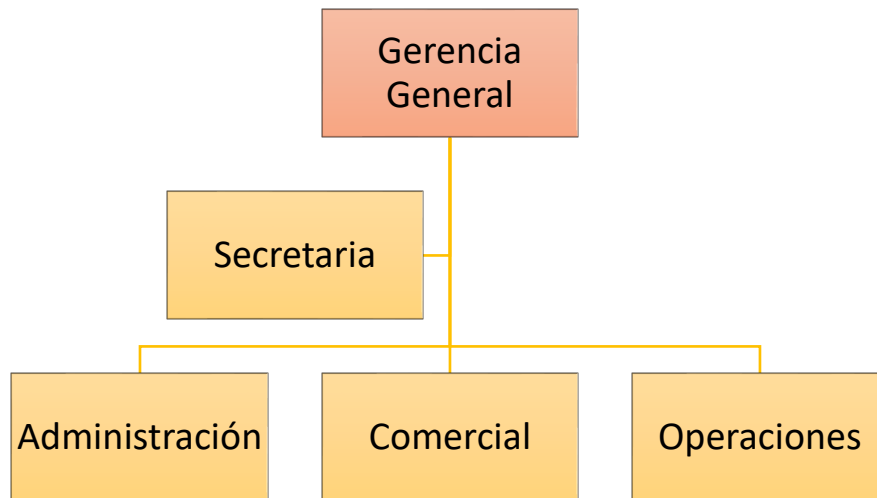 Gerencia
General
Secretaria
Administración
Comercial
Operaciones